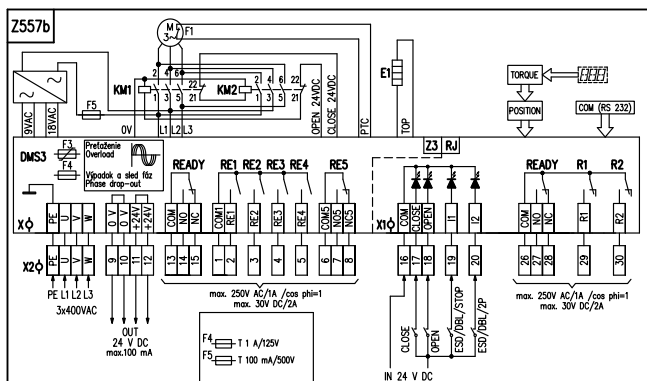 Z557b
M
3~
F1
2 4 6
22
KM1
1 3 5
21
22
2 4 6
22
KM2
1 3 5
21
F5
9VAC
18VAC
0V
L1
L2
L3
OPEN 24VDC
CLOSE 24VDC
PTC
E1
TOP
TORQUE
POSITION
COM (RS 232)
DMS3
F3
F4
Preťaženie
Overload
Výpadok a sled fáz
Phase drop-out
READY
RE1
RE2
RE3
RE4
RE5
Z3
RJ
READY
R1
R2
X
PE
U
V
W
0 V
0 V
+24V
+24V
COM
NO
NC
COM1
RE1
RE2
RE3
RE4
COM5
NO5
NC5
X1
COM
CLOSE
OPEN
I1
I2
COM
NO
NC
R1
R2
X2
PE
U
V
W
9
10
11
12
13
14
15
1
2
3
4
5
6
7
8
16
17
18
19
20
26
27
28
29
30
PE L1 L2 L3
3x400VAC
OUT
24 V DC
max.100 mA
max. 250V AC/1A /cos phi=1
max. 30V DC/2A
F4
T 1 A/125V
F5
T 100 mA/500V
CLOSE
OPEN
ESD/DBL/STOP
ESD/DBL/2P
IN 24 V DC
max. 250V AC/1A /cos phi=1
max. 30V DC/2A